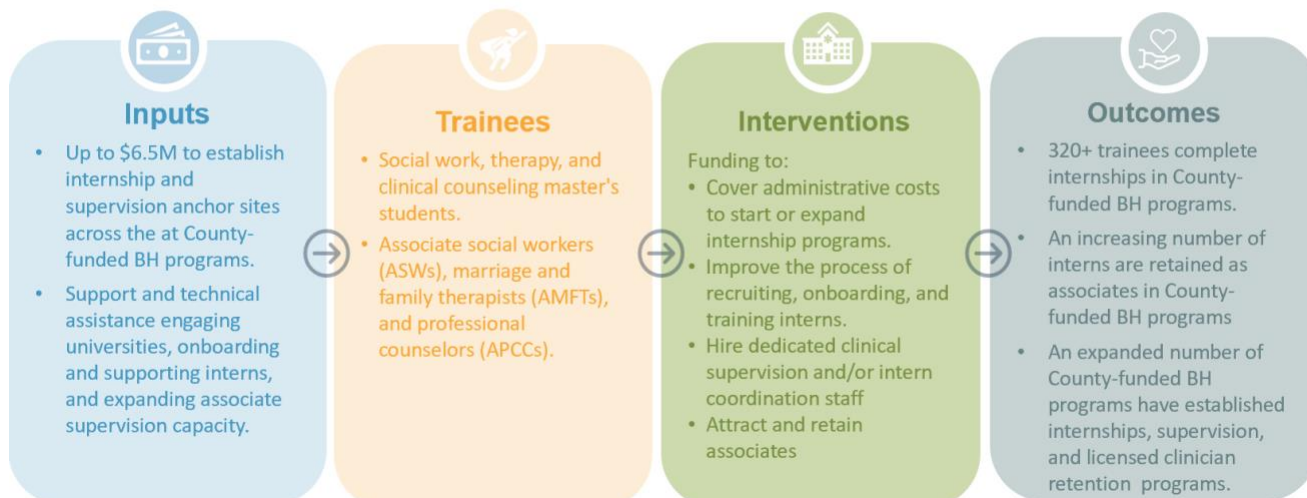 Inputs
• Up to $6.5M to establish
internship and
supervision anchor sites
across the at County-
funded BH programs.
• Support and technical
assistance engaging
universities, onboarding
and supporting interns,
and expanding associate
supervision capacity.
Trainees
• Social work, therapy, and
clinical counseling master's
students.
• Associate social workers
(ASWs), marriage and
family therapists (AMFTs),
and professional
counselors (APCCs).
Interventions
Funding to:
• Cover administrative costs
to start or expand
internship programs.
• Improve the process of
recruiting, onboarding, and
training interns.
• Hire dedicated clinical
supervision and/or intern
coordination staff
• Attract and retain
associates
Outcomes
• 320+ trainees complete
internships in County-
funded BH programs.
• An increasing number of
interns are retained as
associates in County-
funded BH programs
• An expanded number of
County-funded BH
programs have established
internships, supervision,
and licensed clinician
retention programs.